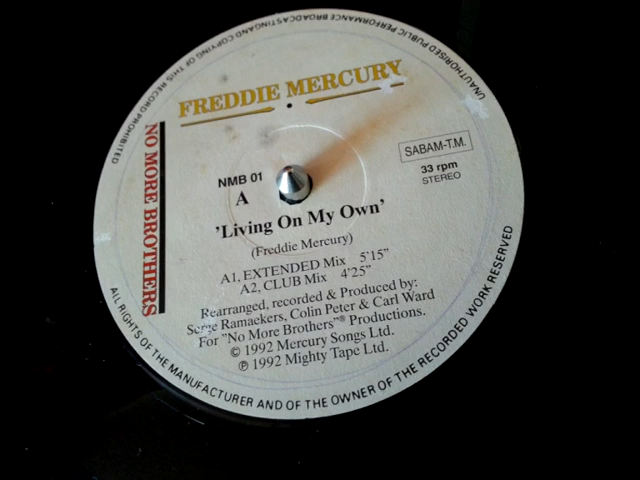 UNAUTHORISED PUBLIC PERFORMANCE BROADCASTING AND COPYING OF THIS RECORD PROHIBITED
FREDDIE MERCURY
NO MORE BROTHERS
SABAM-T.M.
NMB 01
A
33 rpm
STEREO
'Living On My Own'
(Freddie Mercury)
A1, EXTENDED Mix 5'15"
A2, CLUB Mix 4'25"
Rearranged, recorded & Produced by:
Serge Ramaekers, Colin Peter & Carl Ward
For "No More Brothers"® Productions.
© 1992 Mercury Songs Ltd.
℗ 1992 Mighty Tape Ltd.
ALL RIGHTS OF THE MANUFACTURER AND OF THE OWNER OF THE RECORDED WORK RESERVED